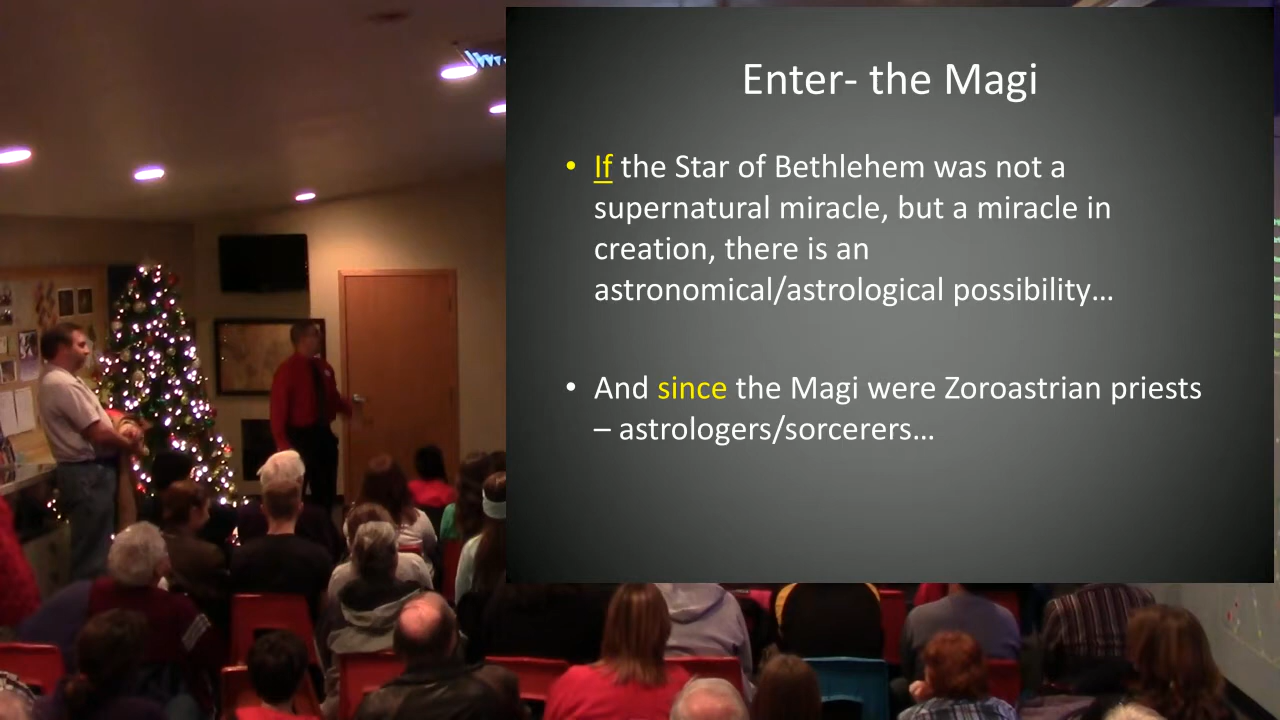 Enter- the Magi
• If the Star of Bethlehem was not a
supernatural miracle, but a miracle in
creation, there is an
astronomical/astrological possibility…
• And since the Magi were Zoroastrian priests
– astrologers/sorcerers…